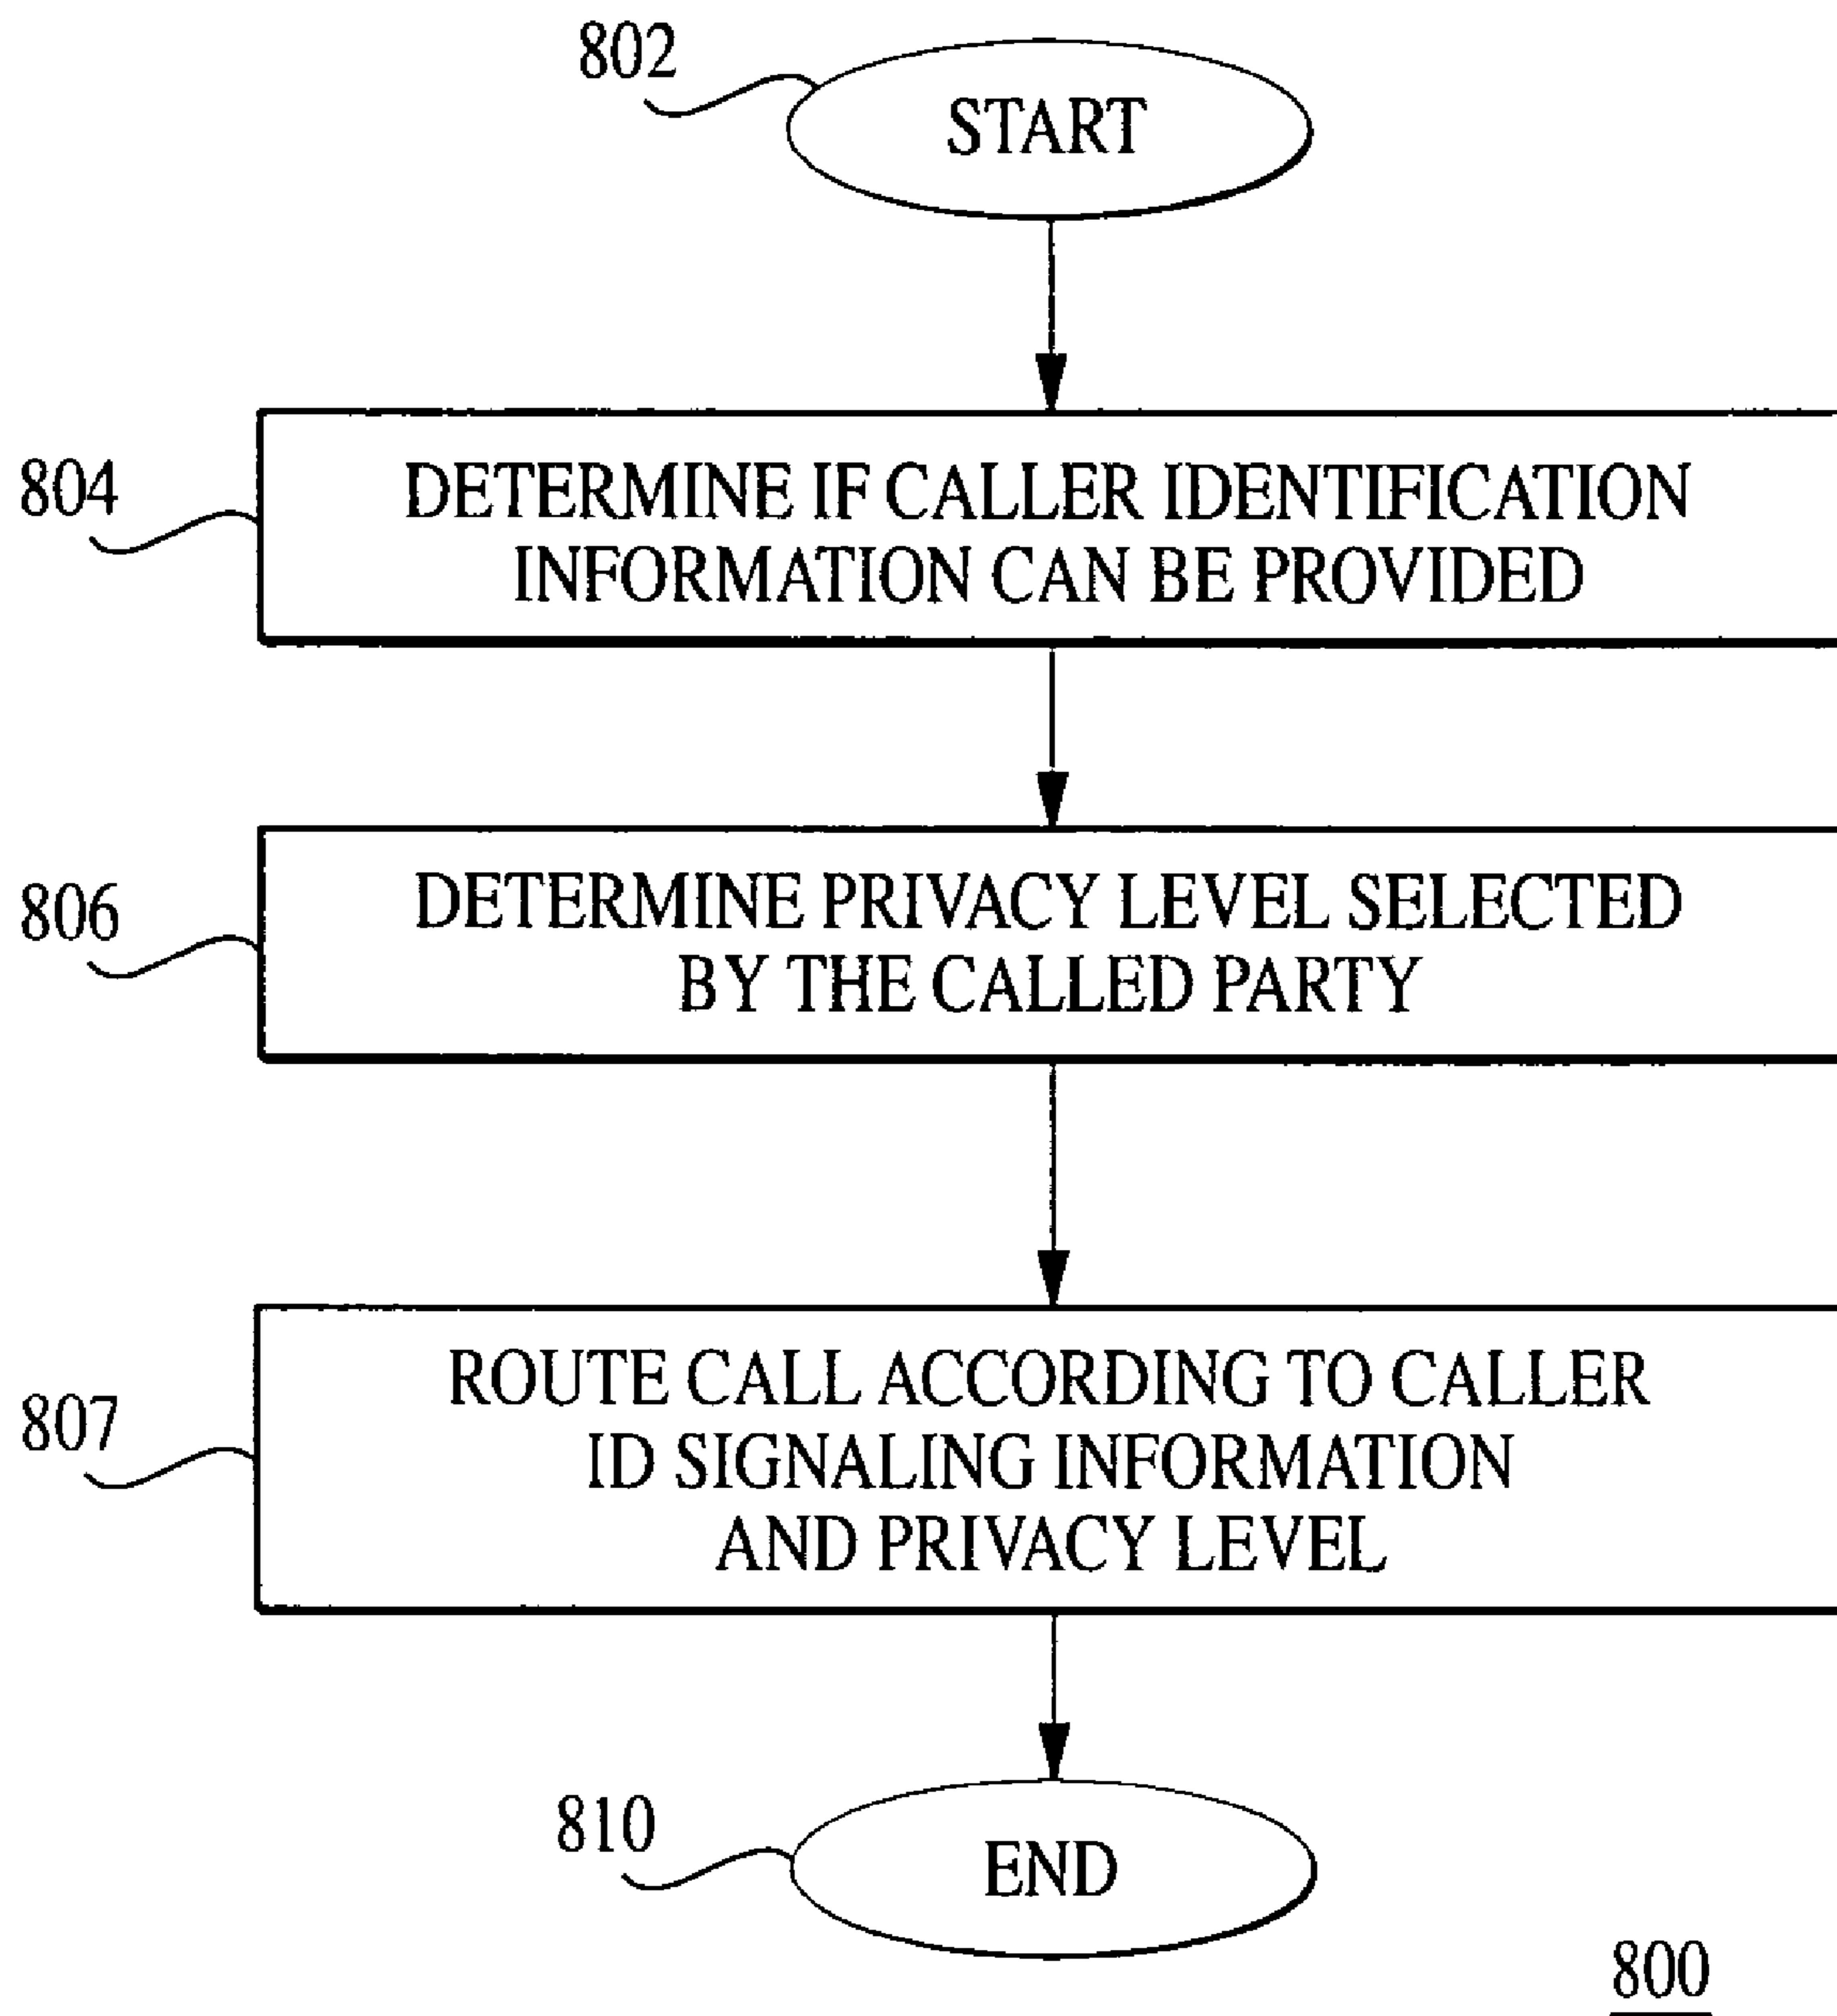 802
START
804
DETERMINE IF CALLER IDENTIFICATION
INFORMATION CAN BE PROVIDED
806
DETERMINE PRIVACY LEVEL SELECTED
BY THE CALLED PARTY
807
ROUTE CALL ACCORDING TO CALLER
ID SIGNALING INFORMATION
AND PRIVACY LEVEL
810
END
800